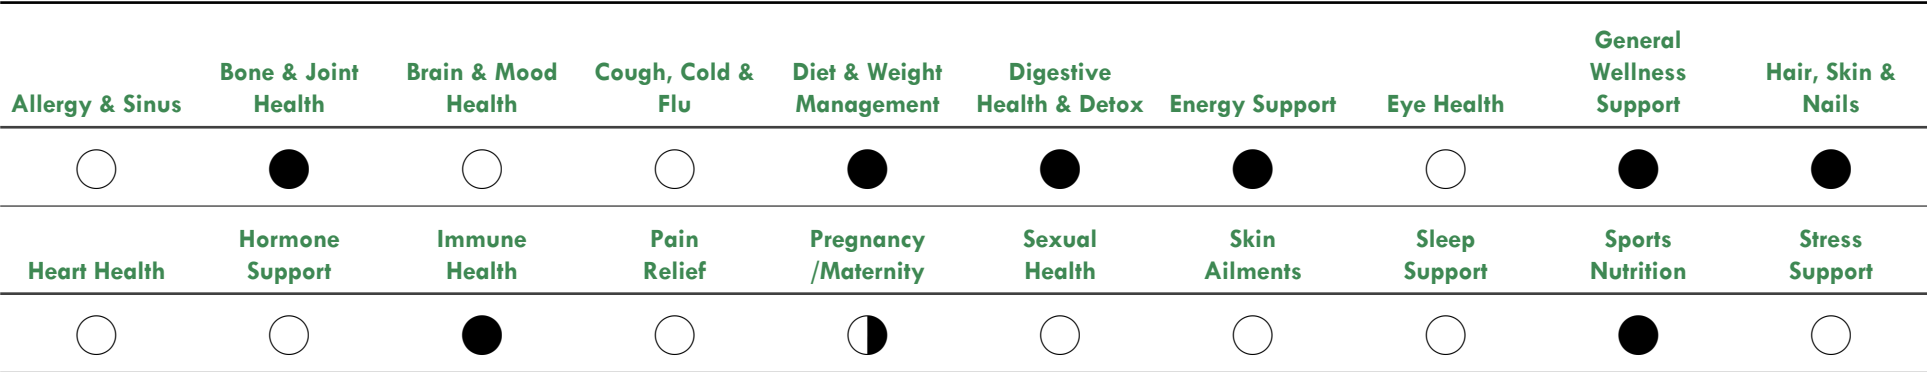 Allergy & Sinus
Bone & Joint
Health
Brain & Mood
Health
Cough, Cold &
Flu
Diet & Weight
Management
Digestive
Health & Detox
Energy Support
Eye Health
General
Wellness
Support
Hair, Skin &
Nails
Heart Health
Hormone
Support
Immune
Health
Pain
Relief
Pregnancy
/Maternity
Sexual
Health
Skin
Ailments
Sleep
Support
Sports
Nutrition
Stress
Support